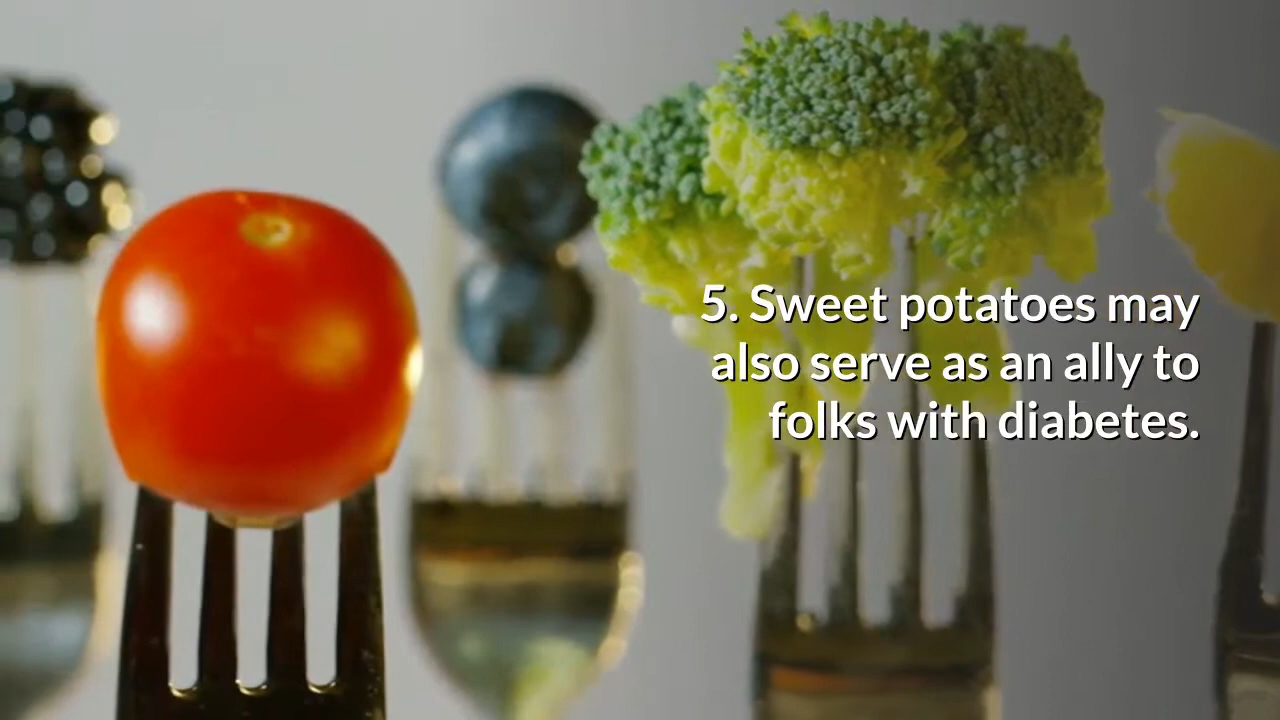 5. Sweet potatoes may
also serve as an ally to
folks with diabetes.